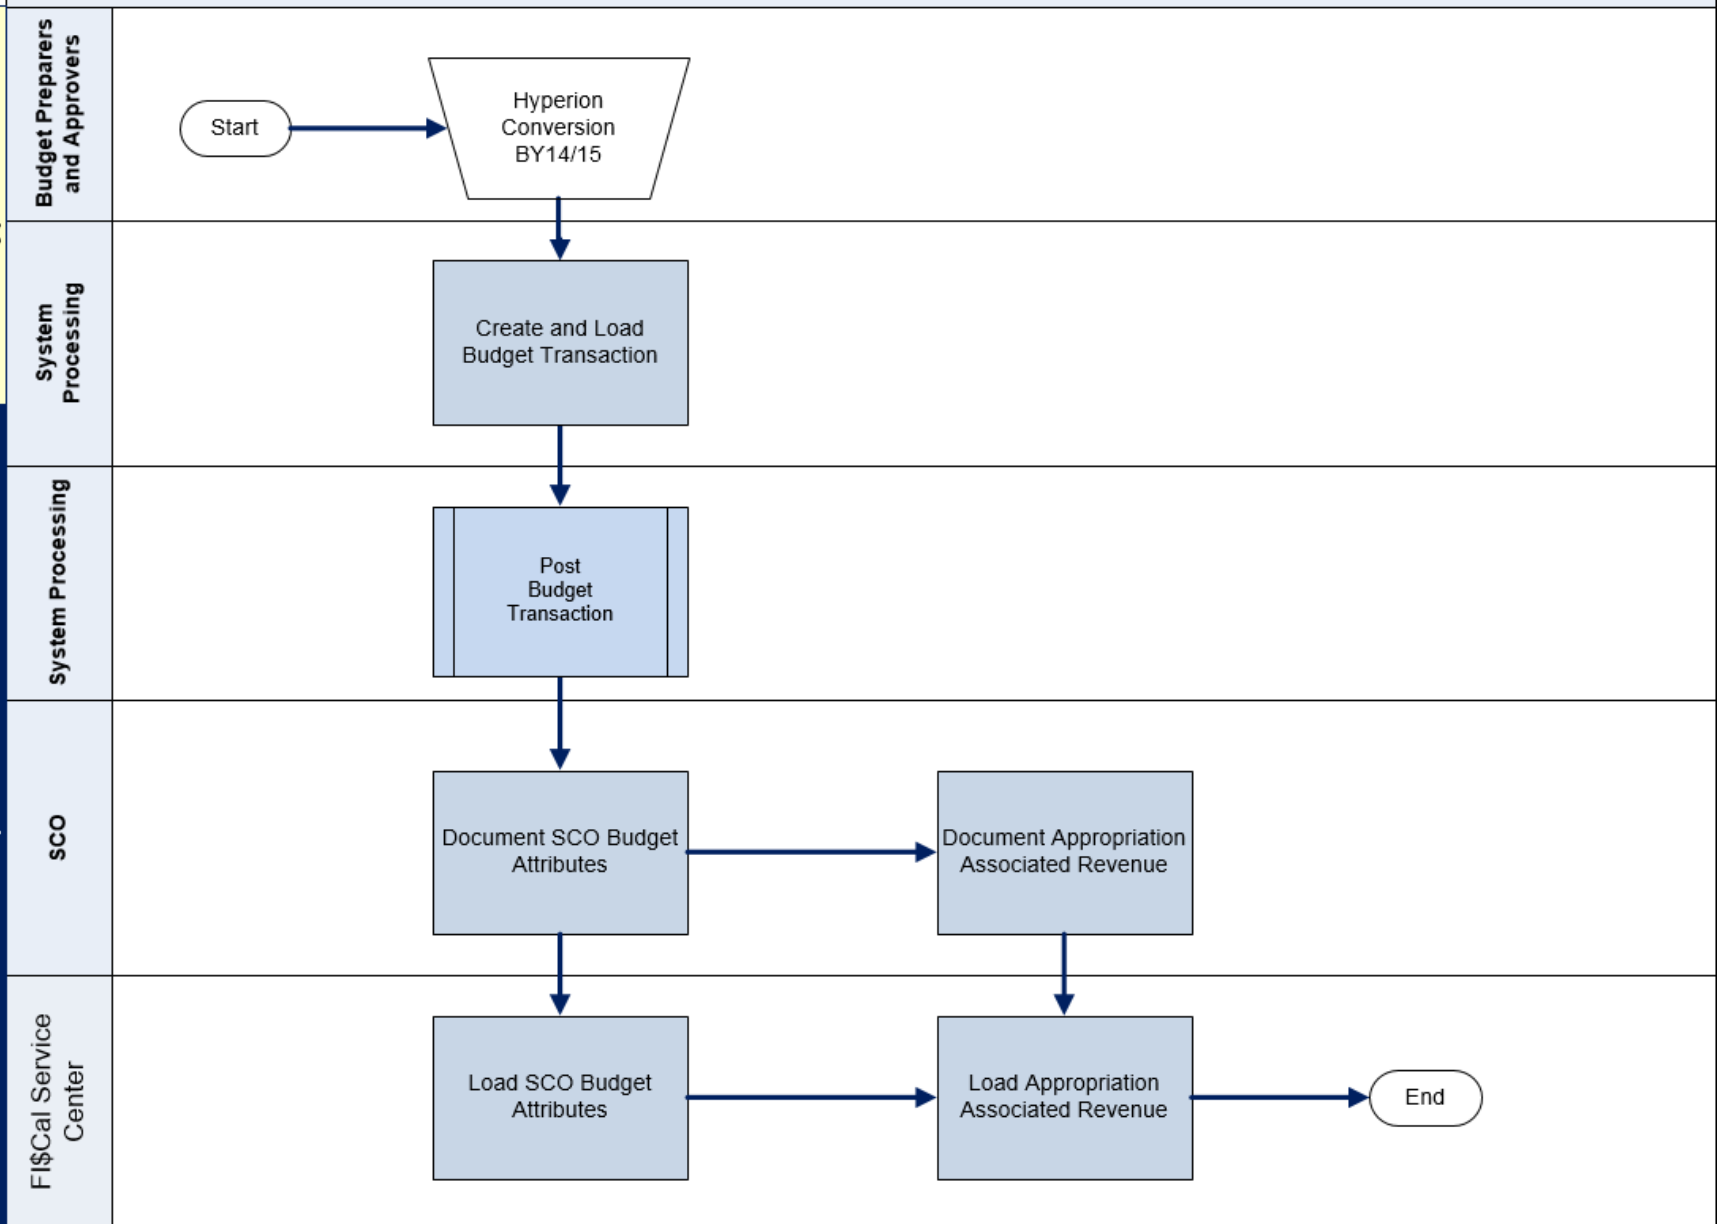 Budget Preparers
and Approvers
Start
Hyperion
Conversion
BY14/15
System
Processing
Create and Load
Budget Transaction
System Processing
Post
Budget
Transaction
SCO
Document SCO Budget
Attributes
Document Appropriation
Associated Revenue
FI$Cal Service
Center
Load SCO Budget
Attributes
Load Appropriation
Associated Revenue
End